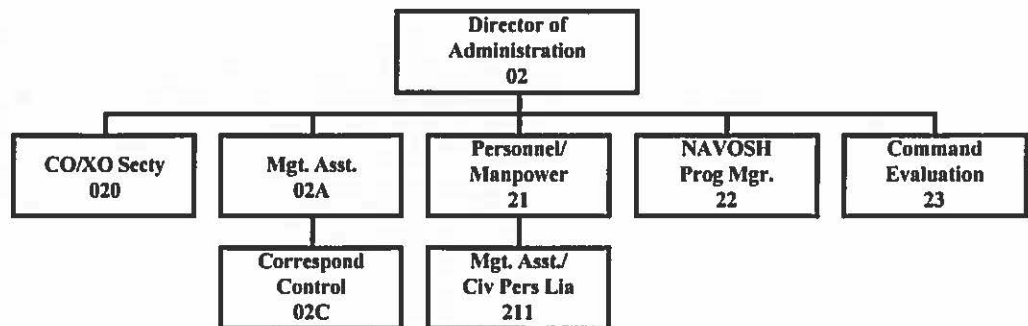 Director of
Administration
02
CO/XO Secty
020
Mgt. Asst.
02A
Personnel/
Manpower
21
NAVOSH
Prog Mgr.
22
Command
Evaluation
23
Correspond
Control
02C
Mgt. Asst./
Civ Pers Lia
211